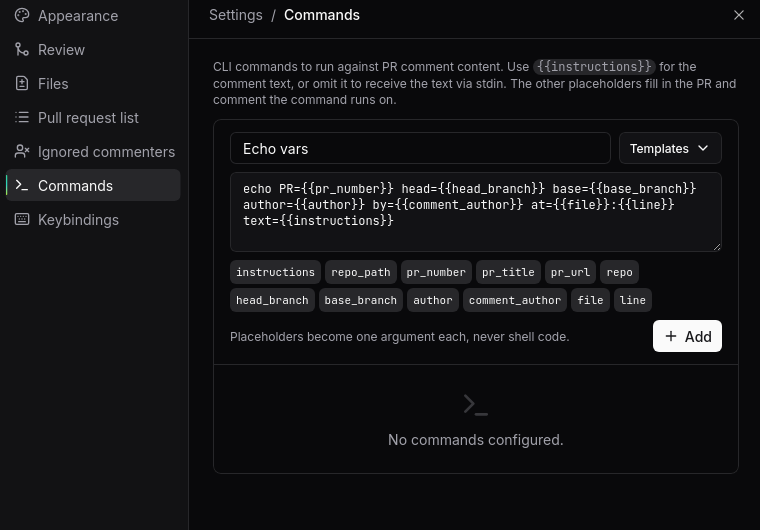 Appearance
Review
Files
Pull request list
Ignored commenters
Commands
Keybindings
Settings / Commands
CLI commands to run against PR comment content. Use {{instructions}} for the
comment text, or omit it to receive the text via stdin. The other placeholders fill in the PR and
comment the command runs on.
Echo vars
Templates
echo PR={{pr_number}} head={{head_branch}} base={{base_branch}}
author={{author}} by={{comment_author}} at={{file}}:{{line}}
text={{instructions}}
instructions repo_path pr_number pr_title pr_url repo
head_branch base_branch author comment_author file line
Placeholders become one argument each, never shell code.
Add
No commands configured.